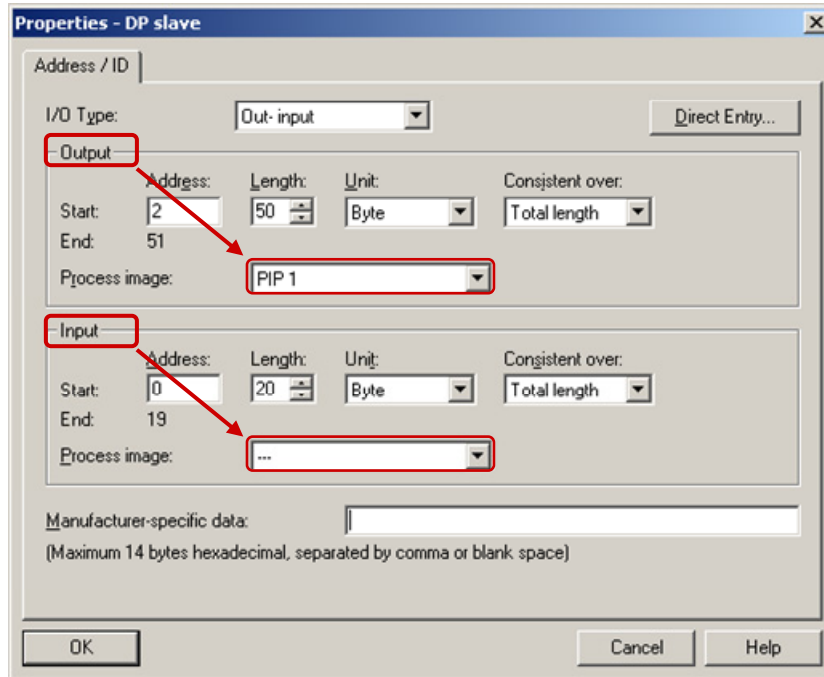 Properties - DP slave
Address / ID
I/O Type:
Out- input
Direct Entry...
Output
Address: Length: Unit: Consistent over:
Start: 2 50 Byte Total length
End: 51
Process image: PIP 1
Input
Address: Length: Unit: Consistent over:
Start: 0 20 Byte Total length
End: 19
Process image: ---
Manufacturer-specific data:
(Maximum 14 bytes hexadecimal, separated by comma or blank space)
OK Cancel Help